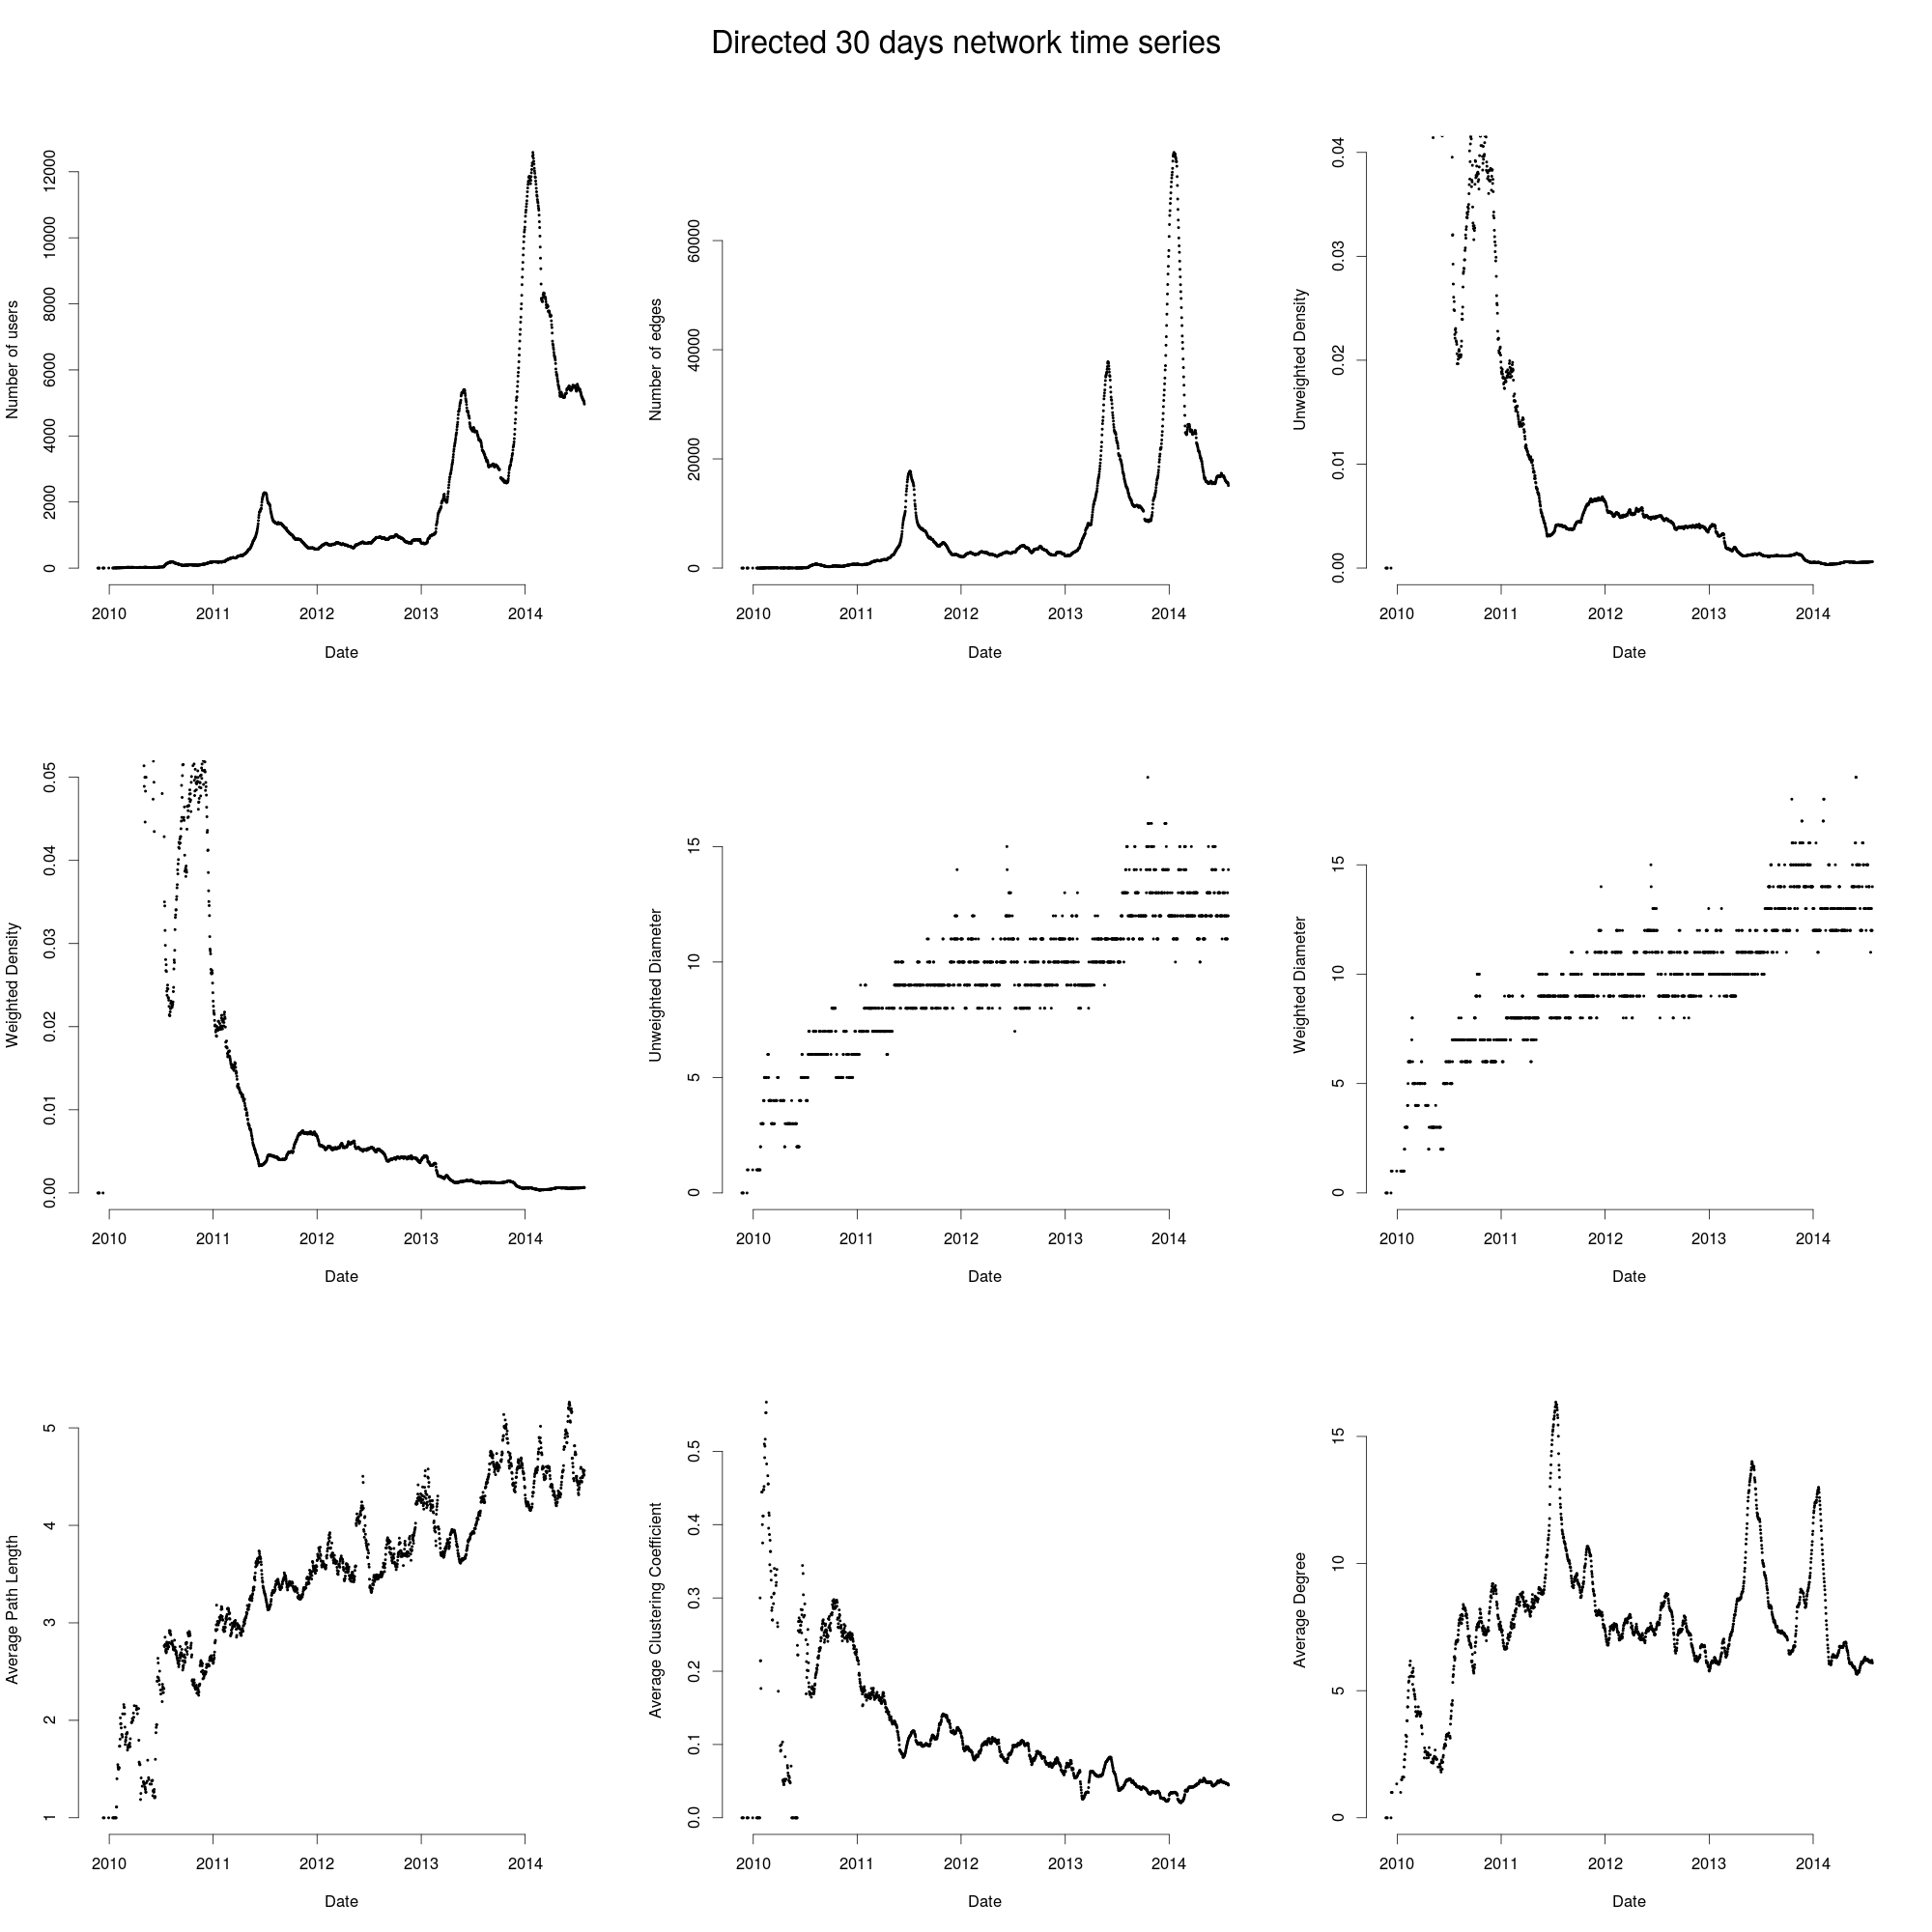 Directed 30 days network time series
Number of users
0 2000 4000 6000 8000 10000 12000
2010 2011 2012 2013 2014
Date
Number of edges
0 20000 40000 60000
2010 2011 2012 2013 2014
Date
Unweighted Density
0.00 0.01 0.02 0.03 0.04
2010 2011 2012 2013 2014
Date
Weighted Density
0.00 0.01 0.02 0.03 0.04 0.05
2010 2011 2012 2013 2014
Date
Unweighted Diameter
0 5 10 15
2010 2011 2012 2013 2014
Date
Weighted Diameter
0 5 10 15
2010 2011 2012 2013 2014
Date
Average Path Length
1 2 3 4 5
2010 2011 2012 2013 2014
Date
Average Clustering Coefficient
0.0 0.1 0.2 0.3 0.4 0.5
2010 2011 2012 2013 2014
Date
Average Degree
0 5 10 15
2010 2011 2012 2013 2014
Date